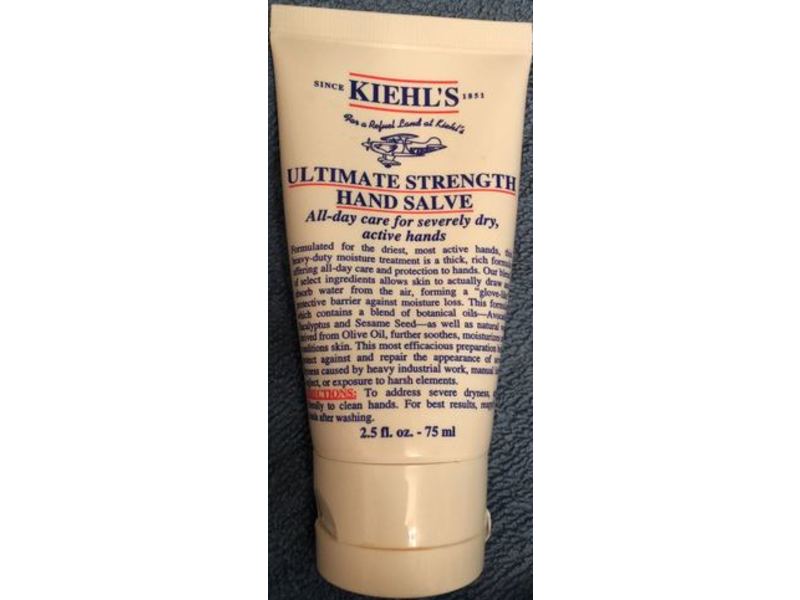 SINCE KIEHL'S 1851
For a Refuel Land at Kiehl's
ULTIMATE STRENGTH
HAND SALVE
All-day care for severely dry,
active hands
Formulated for the driest, most active hands,
heavy-duty moisture treatment is a thick, rich
offering all-day care and protection to hands. Our
of select ingredients allows skin to actually draw
water from the air, forming a
barrier against moisture loss. This
which contains a blend of botanical oils—
and Sesame Seed—as well as natural
from Olive Oil, further soothes,
skin. This most efficacious preparation
against and repair the appearance of
caused by heavy industrial work, manual
or exposure to harsh elements.
To address severe dryness,
to clean hands. For best results,
after washing.
2.5 fl. oz. - 75 ml